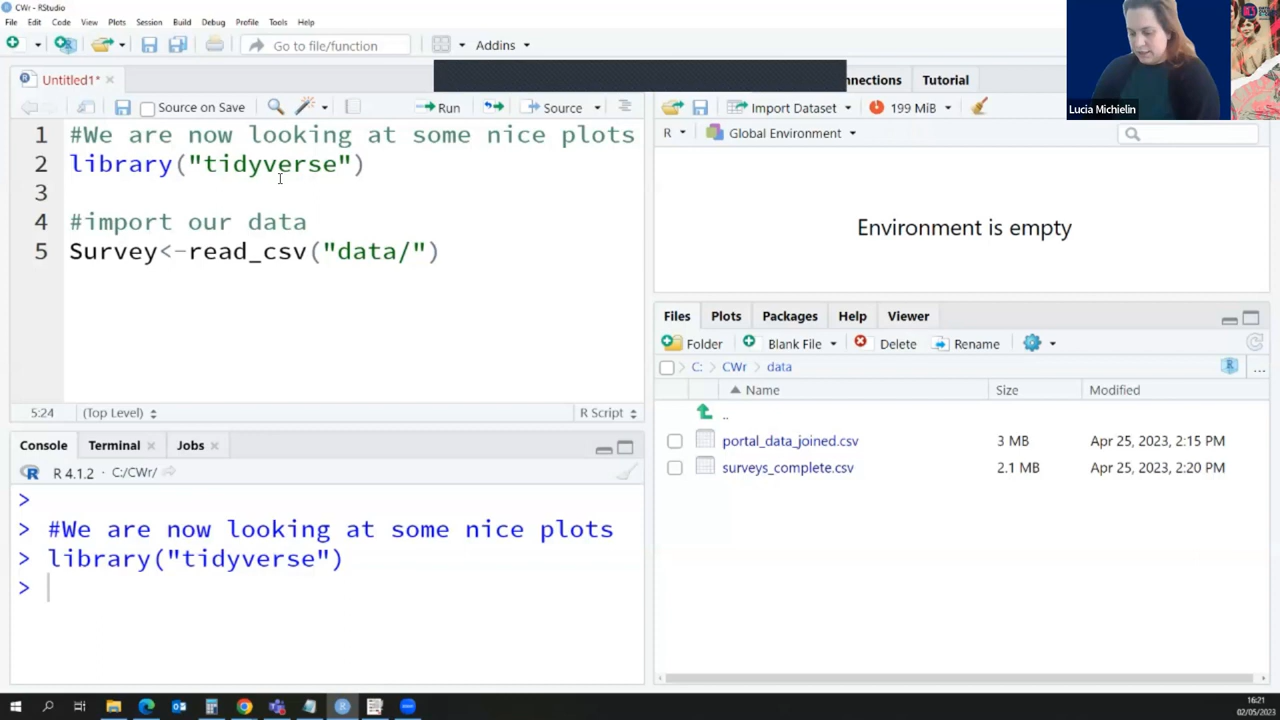 CWr - RStudio
File Edit Code View Plots Session Build Debug Profile Tools Help
Go to file/function Addins
Untitled1*
Source on Save Run Source
1 #We are now looking at some nice plots
2 library("tidyverse")
3
4 #import our data
5 Survey<-read_csv("data/")
5:24 (Top Level) R Script
Console Terminal Jobs
R 4.1.2 · C:/CWr/
>
> #We are now looking at some nice plots
> library("tidyverse")
>
nnections Tutorial
Import Dataset 199 MiB
R Global Environment
Environment is empty
Files Plots Packages Help Viewer
Folder Blank File Delete Rename
C: CWr data
Name Size Modified
..
portal_data_joined.csv 3 MB Apr 25, 2023, 2:15 PM
surveys_complete.csv 2.1 MB Apr 25, 2023, 2:20 PM
Lucia Michielin
16:21
02/05/2023